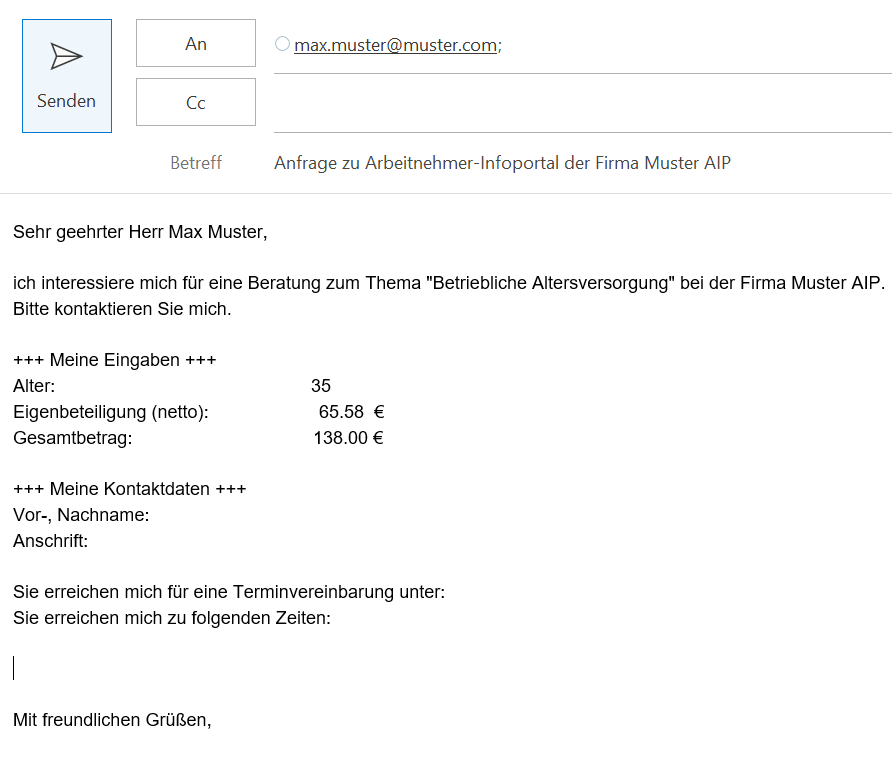 Senden
An
max.muster@muster.com;
Cc
Betreff
Anfrage zu Arbeitnehmer-Infoportal der Firma Muster AIP
Sehr geehrter Herr Max Muster,
ich interessiere mich für eine Beratung zum Thema "Betriebliche Altersversorgung" bei der Firma Muster AIP.
Bitte kontaktieren Sie mich.
+++ Meine Eingaben +++
Alter: 35
Eigenbeteiligung (netto): 65.58 €
Gesamtbetrag: 138.00 €
+++ Meine Kontaktdaten +++
Vor-, Nachname:
Anschrift:
Sie erreichen mich für eine Terminvereinbarung unter:
Sie erreichen mich zu folgenden Zeiten:
Mit freundlichen Grüßen,